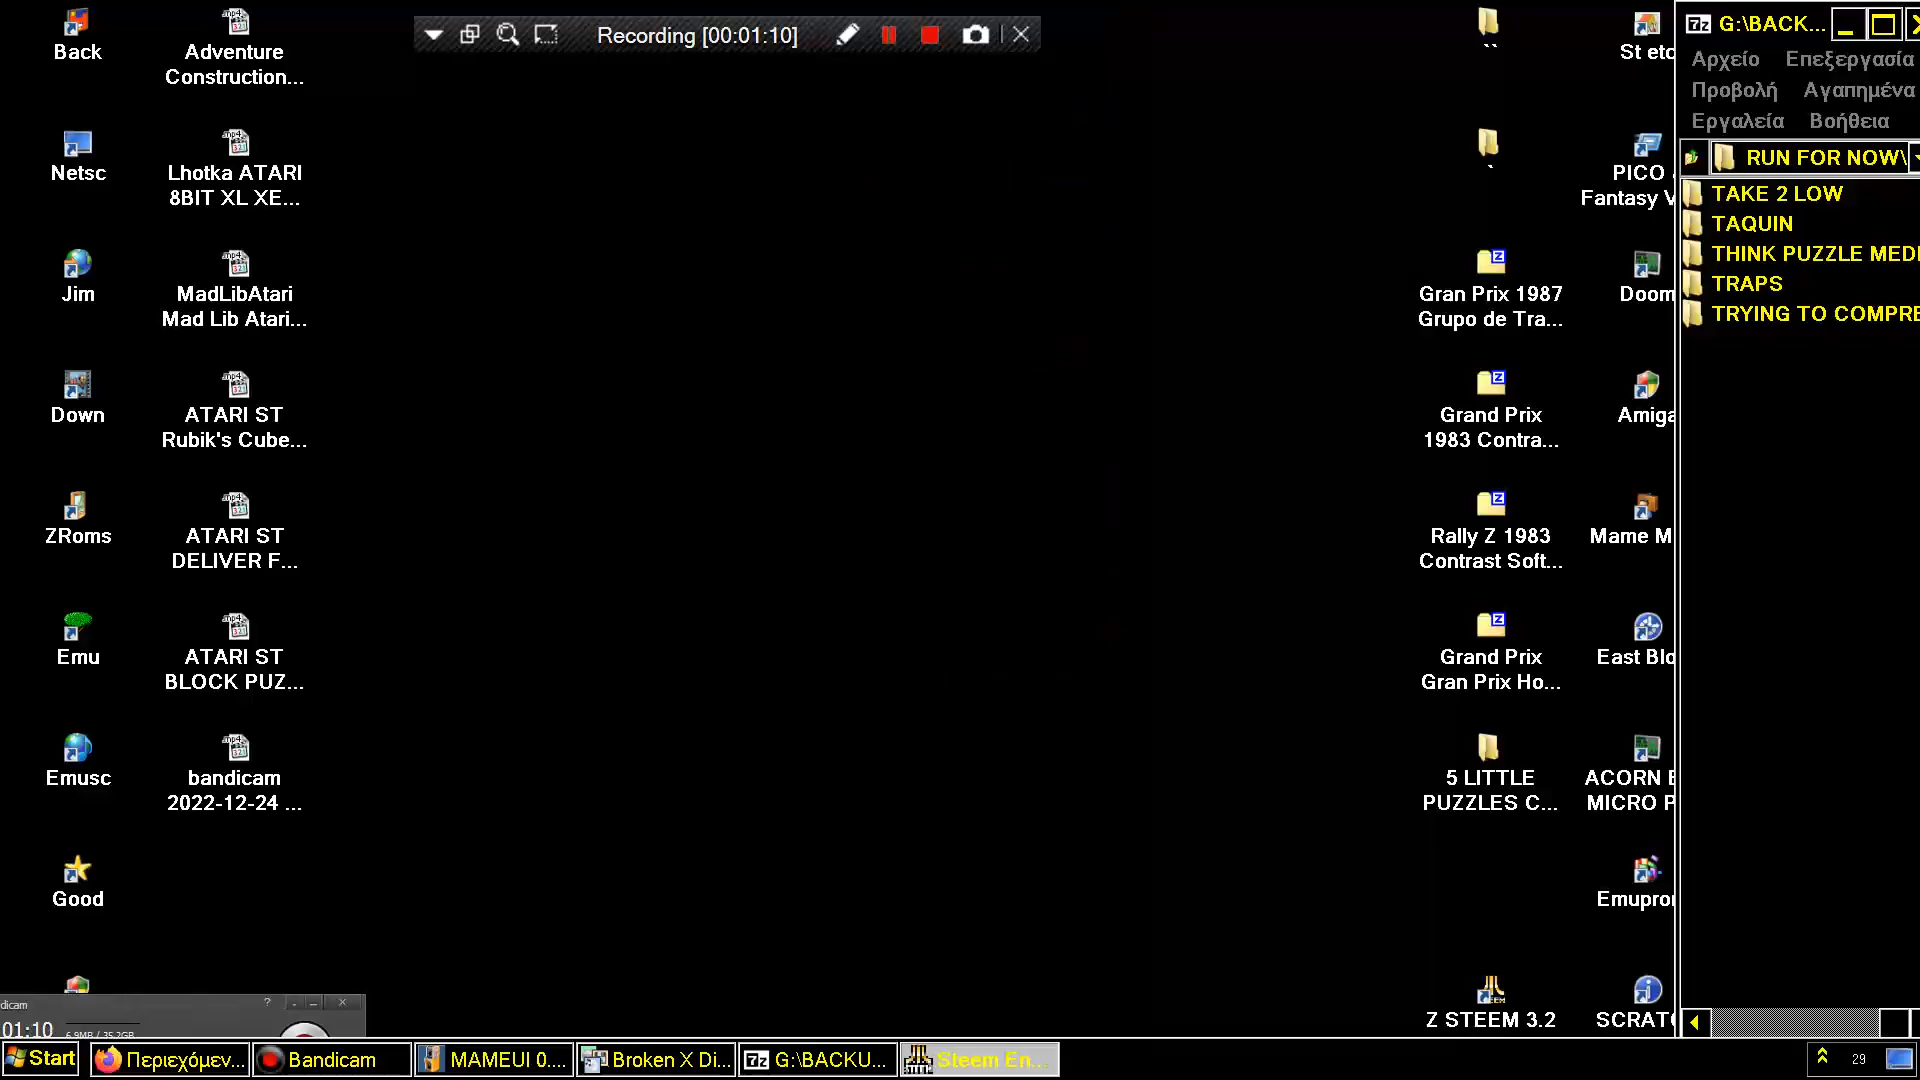 Back
Adventure
Construction...
Netsc
Lhotka ATARI
8BIT XL XE...
Jim
MadLibAtari
Mad Lib Atari...
Down
ATARI ST
Rubik's Cube...
ZRoms
ATARI ST
DELIVER F...
Emu
ATARI ST
BLOCK PUZ...
Emusc
bandicam
2022-12-24 ...
Good
Recording [00:01:10]
``
`
Gran Prix 1987
Grupo de Tra...
Grand Prix
1983 Contra...
Rally Z 1983
Contrast Soft...
Grand Prix
Gran Prix Ho...
5 LITTLE
PUZZLES C...
Z STEEM 3.2
St eto
PICO
Fantasy V
Doom
Amiga
Mame M
East Blo
ACORN E
MICRO P
Emupro
SCRAT
G:\BACK...
Αρχείο Επεξεργασία
Προβολή Αγαπημένα
Εργαλεία Βοήθεια
RUN FOR NOW\
TAKE 2 LOW
TAQUIN
THINK PUZZLE MEDI
TRAPS
TRYING TO COMPRE
dicam
01:10 6.9MB / 35.2GB
Start Περιεχόμεν... Bandicam MAMEUI 0.... Broken X Di... G:\BACKU... Steem En... 29